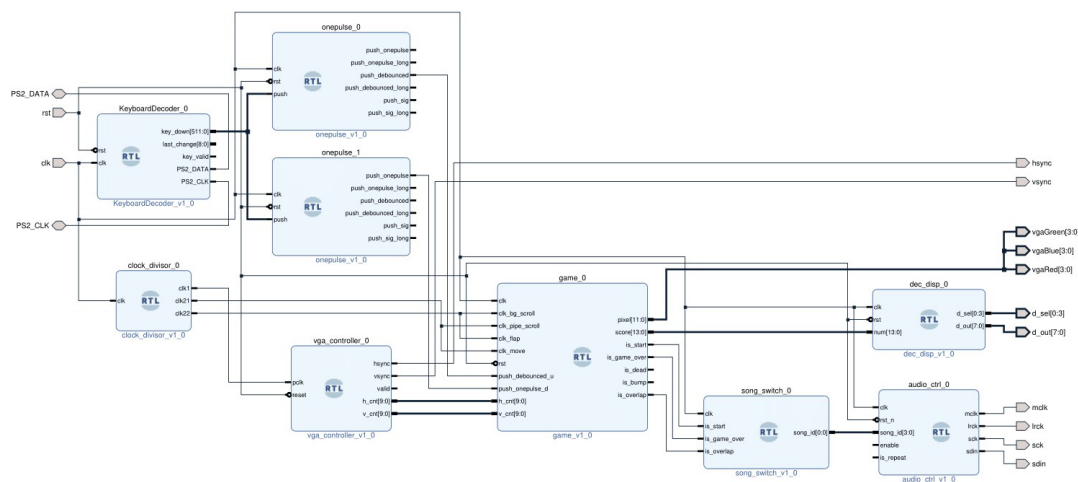 PS2_DATA
rst
clk
PS2_CLK
KeyboardDecoder_0
rst
clk
key_down[511:0]
last_change[8:0]
key_valid
PS2_DATA
PS2_CLK
RTL
KeyboardDecoder_v1_0
clock_divisor_0
clk
RTL
clk1
clk21
clk22
clock_divisor_v1_0
onepulse_0
clk
rst
push
RTL
push_onepulse
push_onepulse_long
push_debounced
push_debounced_long
push_sig
push_sig_long
onepulse_v1_0
onepulse_1
clk
rst
push
RTL
push_onepulse
push_onepulse_long
push_debounced
push_debounced_long
push_sig
push_sig_long
onepulse_v1_0
vga_controller_0
pclk
reset
RTL
hsync
vsync
valid
h_cnt[9:0]
v_cnt[9:0]
vga_controller_v1_0
game_0
clk
clk_bg_scroll
clk_pipe_scroll
clk_flap
clk_move
rst
push_debounced_u
push_onepulse_d
h_cnt[9:0]
v_cnt[9:0]
RTL
pixel[11:0]
score[13:0]
is_start
is_game_over
is_dead
is_bump
is_overlap
game_v1_0
song_switch_0
clk
is_start
is_game_over
is_overlap
RTL
song_id[0:0]
song_switch_v1_0
dec_disp_0
clk
rst
num[13:0]
RTL
d_sel[0:3]
d_out[7:0]
dec_disp_v1_0
audio_ctrl_0
clk
rst_n
song_id[3:0]
enable
is_repeat
RTL
mclk
lrck
sck
sdin
audio_ctrl_v1_0
hsync
vsync
vgaGreen[3:0]
vgaBlue[3:0]
vgaRed[3:0]
d_sel[0:3]
d_out[7:0]
mclk
lrck
sck
sdin